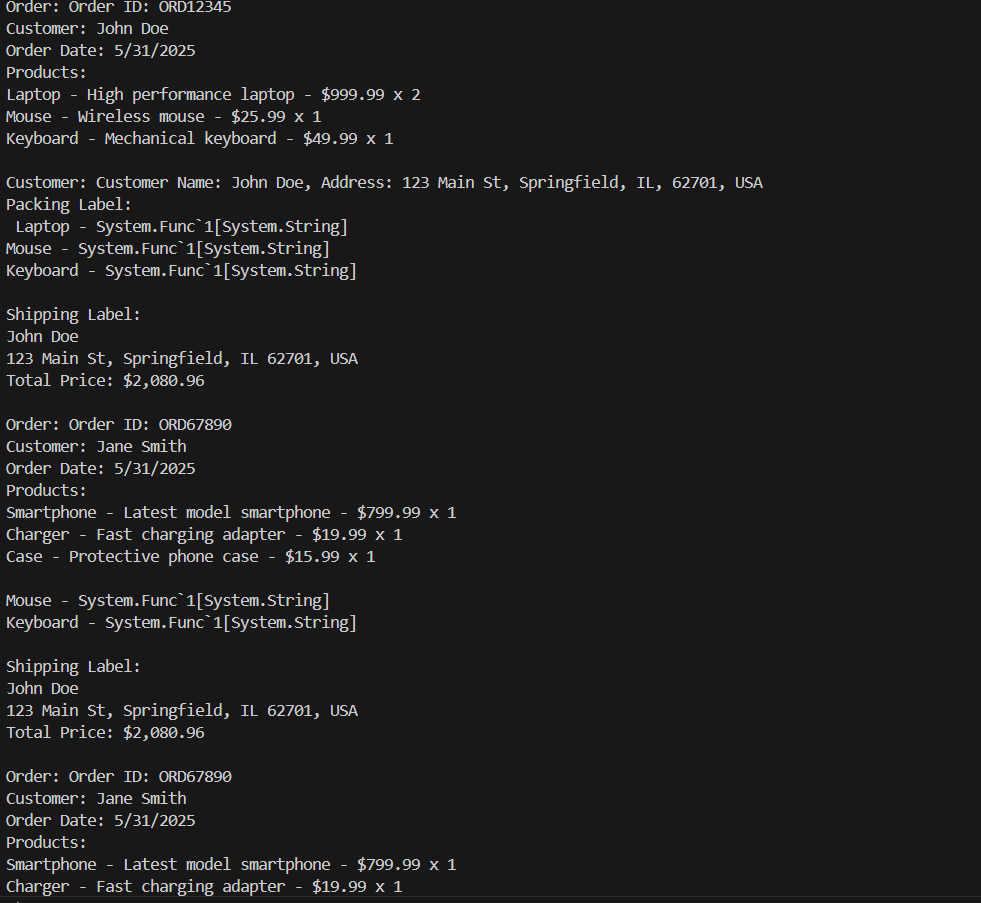 Order: Order ID: ORD12345
Customer: John Doe
Order Date: 5/31/2025
Products:
Laptop - High performance laptop - $999.99 x 2
Mouse - Wireless mouse - $25.99 x 1
Keyboard - Mechanical keyboard - $49.99 x 1

Customer: Customer Name: John Doe, Address: 123 Main St, Springfield, IL, 62701, USA
Packing Label:
 Laptop - System.Func`1[System.String]
Mouse - System.Func`1[System.String]
Keyboard - System.Func`1[System.String]

Shipping Label:
John Doe
123 Main St, Springfield, IL 62701, USA
Total Price: $2,080.96

Order: Order ID: ORD67890
Customer: Jane Smith
Order Date: 5/31/2025
Products:
Smartphone - Latest model smartphone - $799.99 x 1
Charger - Fast charging adapter - $19.99 x 1
Case - Protective phone case - $15.99 x 1

Mouse - System.Func`1[System.String]
Keyboard - System.Func`1[System.String]

Shipping Label:
John Doe
123 Main St, Springfield, IL 62701, USA
Total Price: $2,080.96

Order: Order ID: ORD67890
Customer: Jane Smith
Order Date: 5/31/2025
Products:
Smartphone - Latest model smartphone - $799.99 x 1
Charger - Fast charging adapter - $19.99 x 1